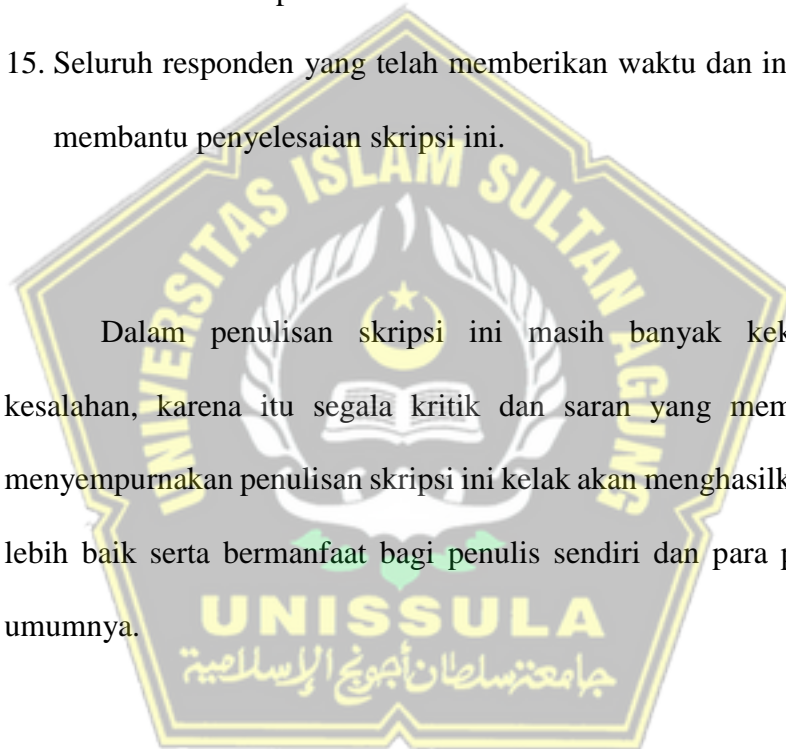 15. Seluruh responden yang telah memberikan waktu dan in
membantu penyelesaian skripsi ini.
UNIVERSITAS ISLAM SULTAN AGUNG
Dalam penulisan skripsi ini masih banyak kek
kesalahan, karena itu segala kritik dan saran yang mem
menyempurnakan penulisan skripsi ini kelak akan menghasilk
lebih baik serta bermanfaat bagi penulis sendiri dan para p
umumnya.
UNISSULA
جامعته سلطان أجونج الإسلامية